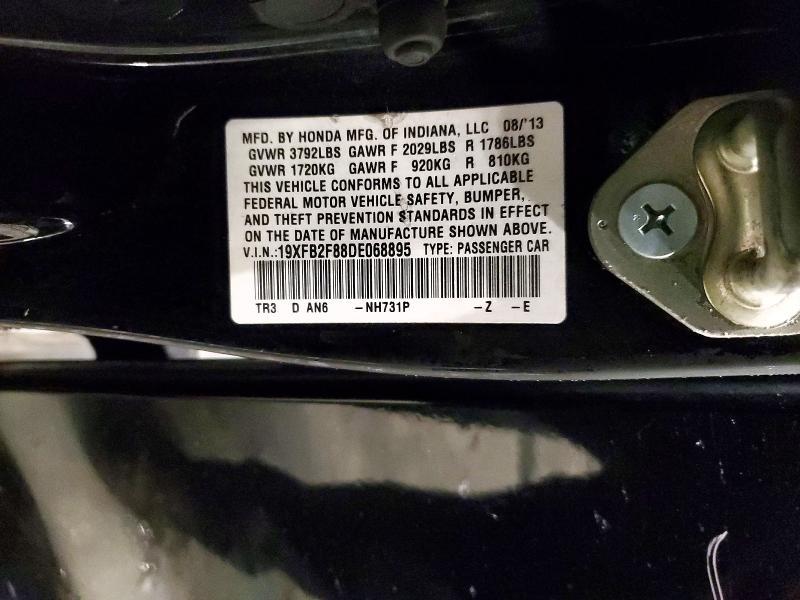 MFD. BY HONDA MFG. OF INDIANA, LLC 08/'13
GVWR 3792LBS GAWR F 2029LBS R 1786LBS
GVWR 1720KG GAWR F 920KG R 810KG
THIS VEHICLE CONFORMS TO ALL APPLICABLE
FEDERAL MOTOR VEHICLE SAFETY, BUMPER,
AND THEFT PREVENTION STANDARDS IN EFFECT
ON THE DATE OF MANUFACTURE SHOWN ABOVE.
V.I.N.:19XFB2F88DE068895 TYPE: PASSENGER CAR
TR3 D AN6 -NH731P -Z -E